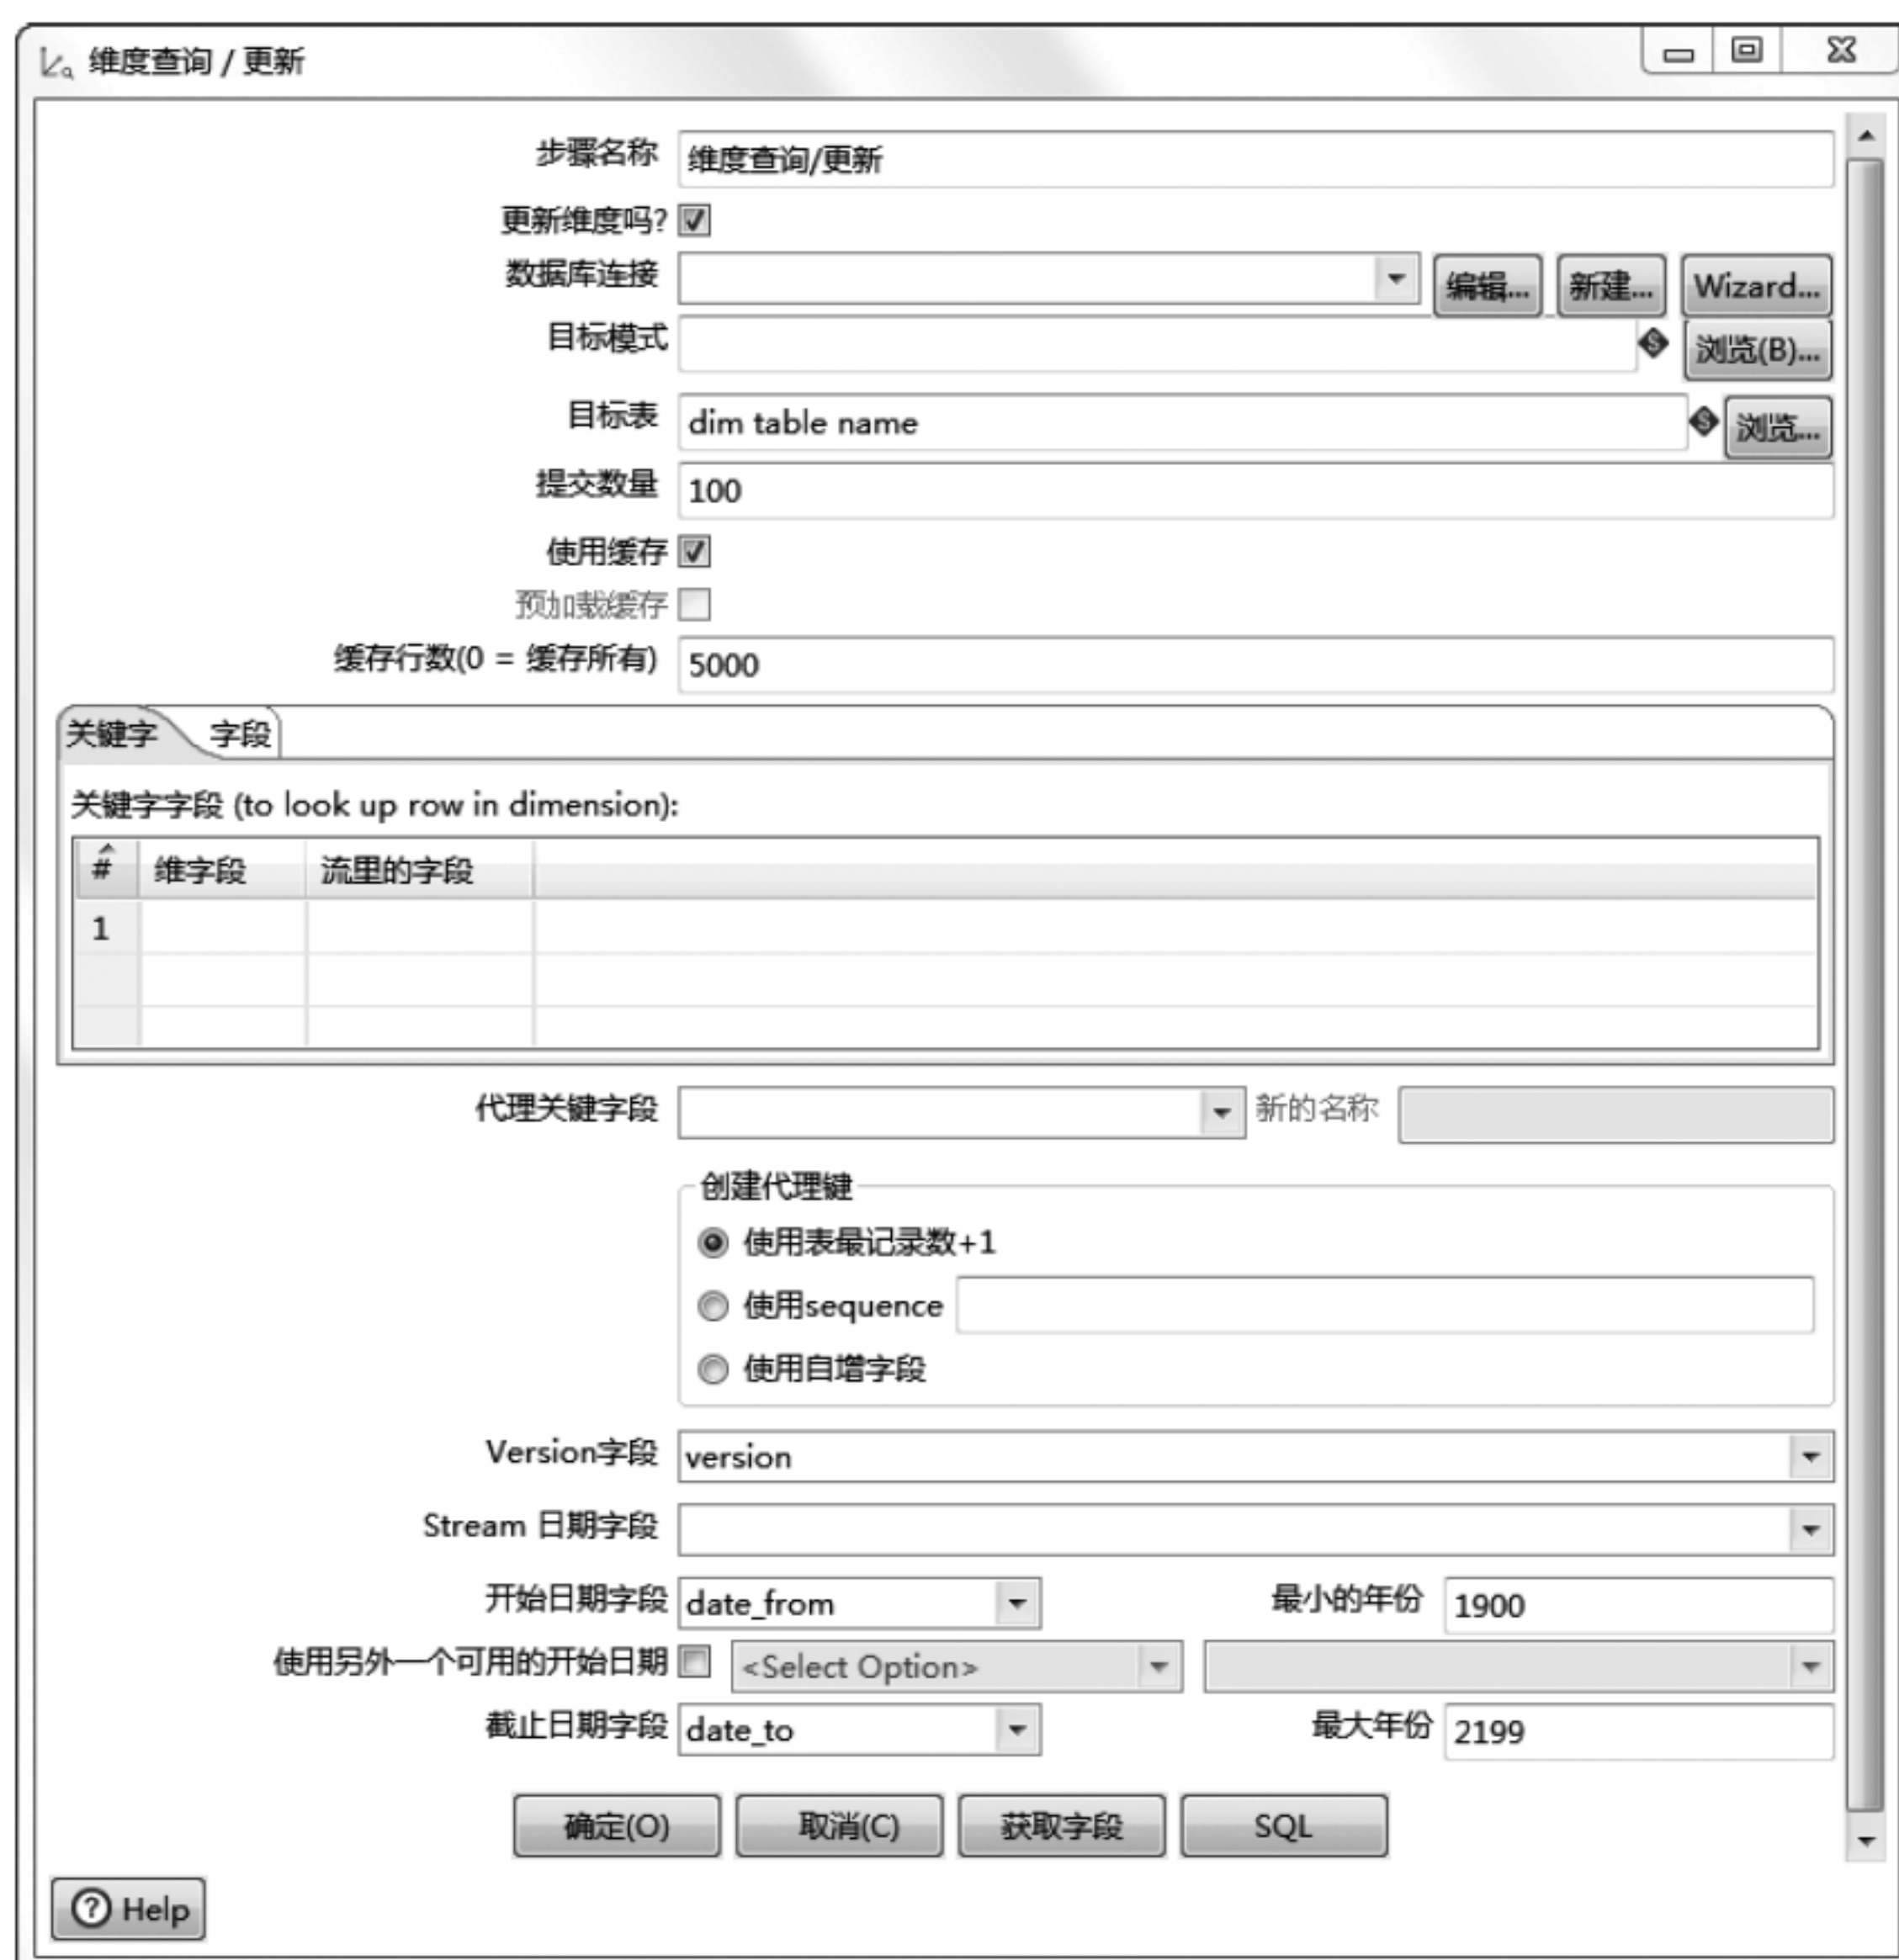 维度查询 / 更新
步骤名称 维度查询/更新
更新维度吗?
数据库连接 编辑... 新建... Wizard...
目标模式 浏览(B)...
目标表 dim table name 浏览...
提交数量 100
使用缓存
预加载缓存
缓存行数(0 = 缓存所有) 5000
关键字 字段
关键字字段 (to look up row in dimension):
# 维字段 流里的字段
1
代理关键字段 新的名称
创建代理键
使用表最记录数+1
使用sequence
使用自增字段
Version字段 version
Stream 日期字段
开始日期字段 date_from 最小的年份 1900
使用另外一个可用的开始日期 <Select Option>
截止日期字段 date_to 最大年份 2199
确定(O) 取消(C) 获取字段 SQL
Help